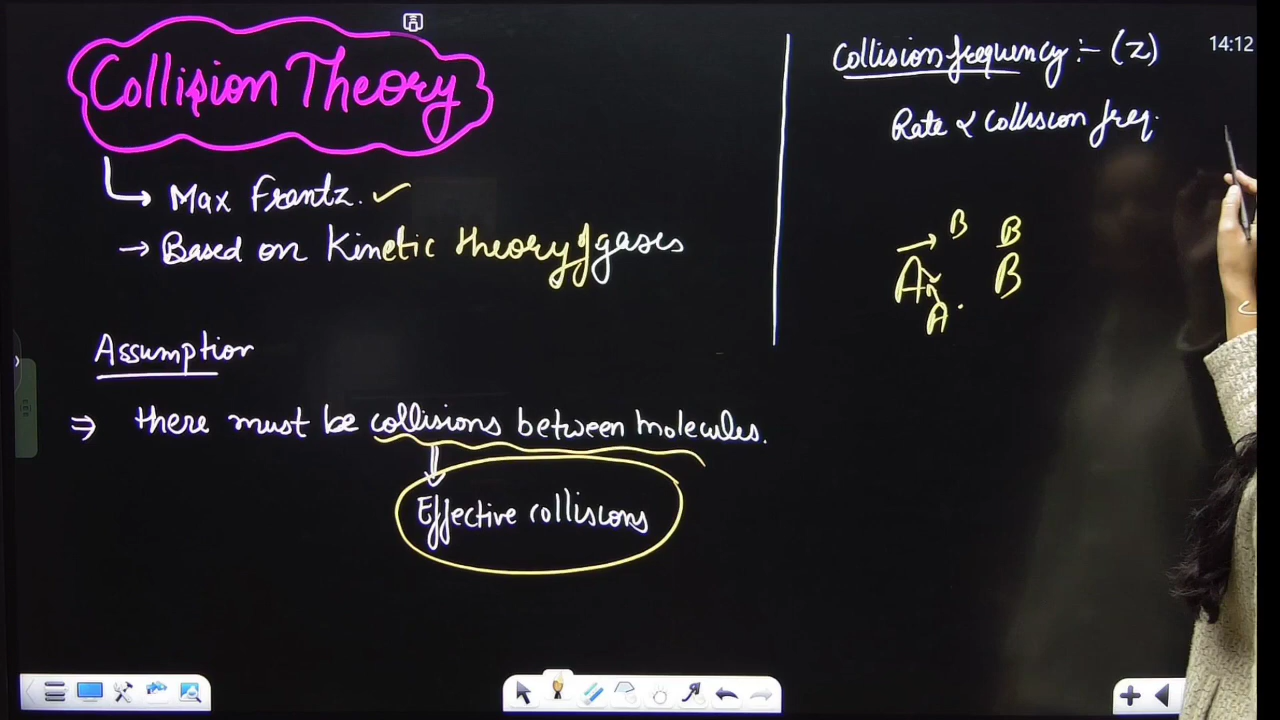 Collision Theory
→ Max Frantz. ✓
→ Based on Kinetic theory of gases
Assumption
⇒ there must be collisions between molecules.
Effective collisions
Collision frequency :- (Z)
Rate ∝ collision freq.
B B
A B
A
14:12